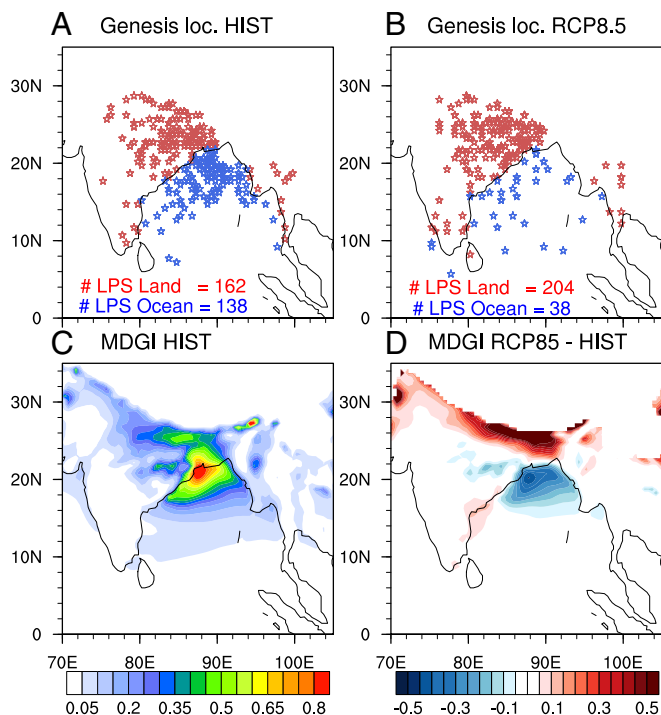 A Genesis loc. HIST
B Genesis loc. RCP8.5
30N
20N
10N
0
# LPS Land = 162
# LPS Ocean = 138
30N
20N
10N
0
# LPS Land = 204
# LPS Ocean = 38
C MDGI HIST
D MDGI RCP85 - HIST
30N
20N
10N
0
70E 80E 90E 100E
30N
20N
10N
0
70E 80E 90E 100E
0.05 0.2 0.35 0.5 0.65 0.8
-0.5 -0.3 -0.1 0.1 0.3 0.5